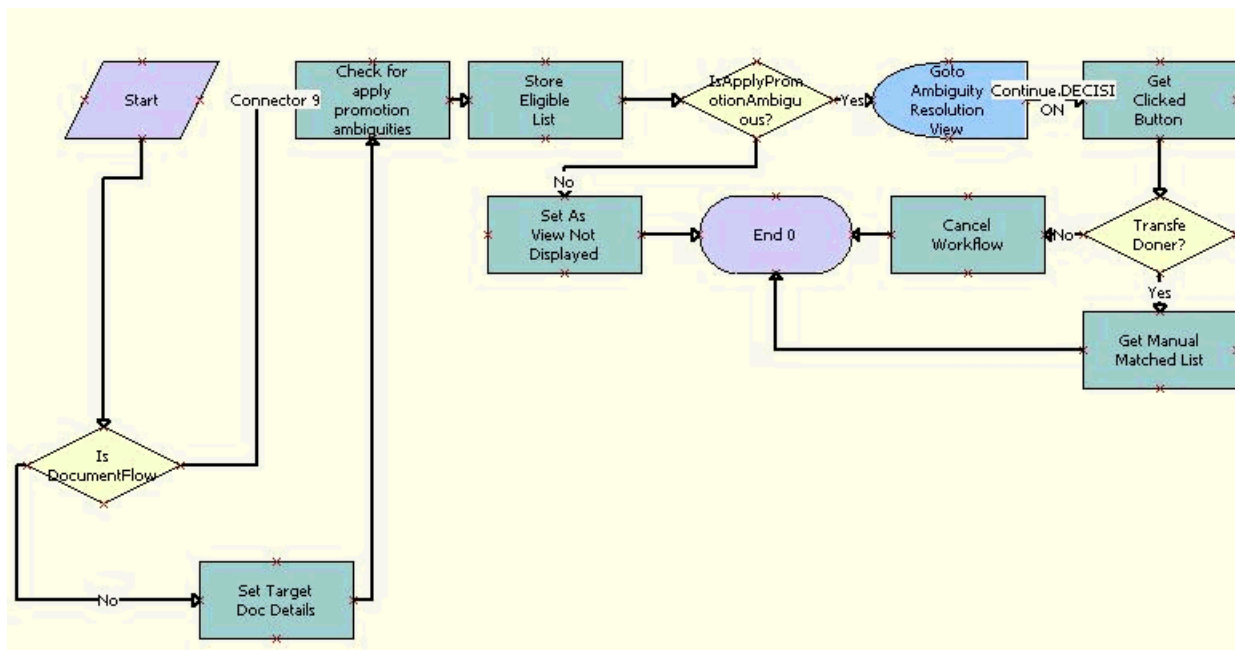 Start
Connector 9
Check for
apply
promotion
ambiguities
Store
Eligible
List
IsApplyProm
otionAmbigu
ous?
Yes
Goto
Ambiguity
Resolution
View
Continue.DECISI
ON
Get
Clicked
Button
No
Set As
View Not
Displayed
End 0
Cancel
Workflow
No
Transfe
Doner?
Yes
Get Manual
Matched List
Is
DocumentFlow
No
Set Target
Doc Details